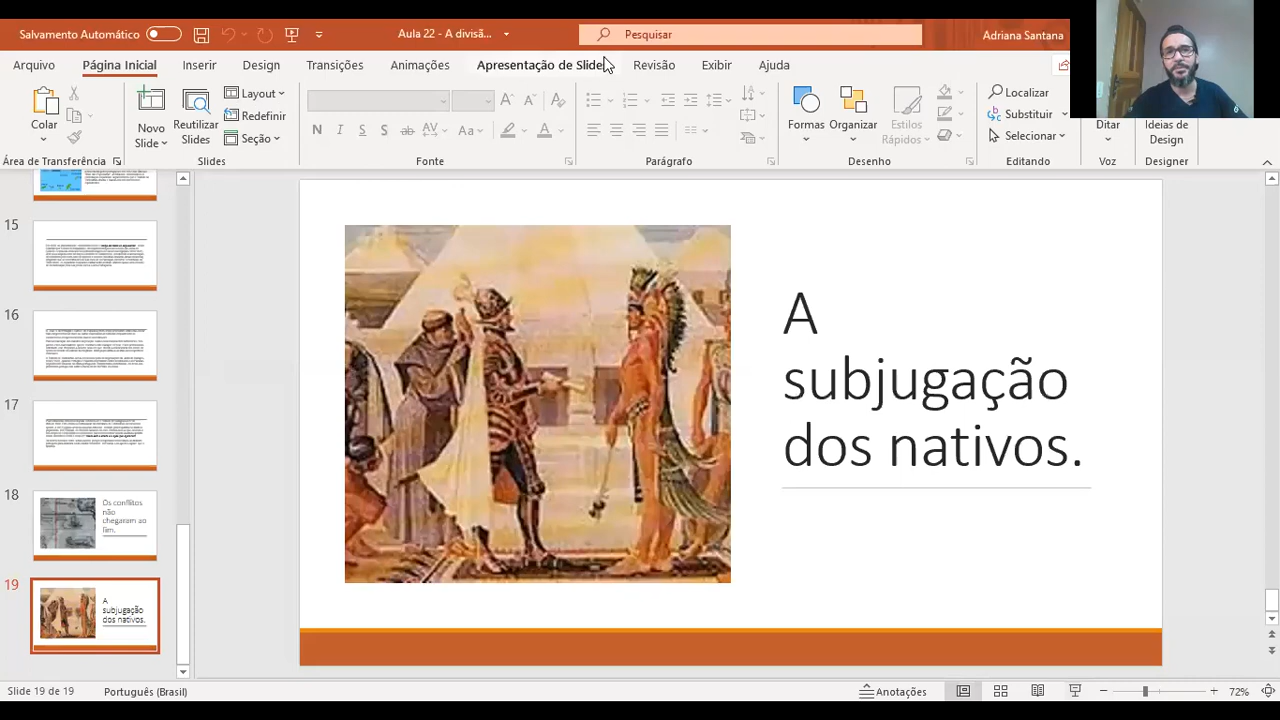 Salvamento Automático
Aula 22 - A divisã...
Pesquisar
Adriana Santana
Arquivo
Página Inicial
Inserir
Design
Transições
Animações
Apresentação de Slides
Revisão
Exibir
Ajuda
Colar
Área de Transferência
Novo
Slide
Reutilizar
Slides
Layout
Redefinir
Seção
Slides
N
I
S
S
ab
AV
Aa
A
Fonte
Parágrafo
Formas
Organizar
Estilos
Rápidos
Desenho
Localizar
Substituir
Selecionar
Editando
Ditar
Voz
Ideias de
Design
Designer
15
16
17
18
Os conflitos
não
chegaram ao
fim.
19
A
subjugação
dos nativos.
A
subjugação
dos nativos.
Slide 19 de 19
Português (Brasil)
Anotações
72%